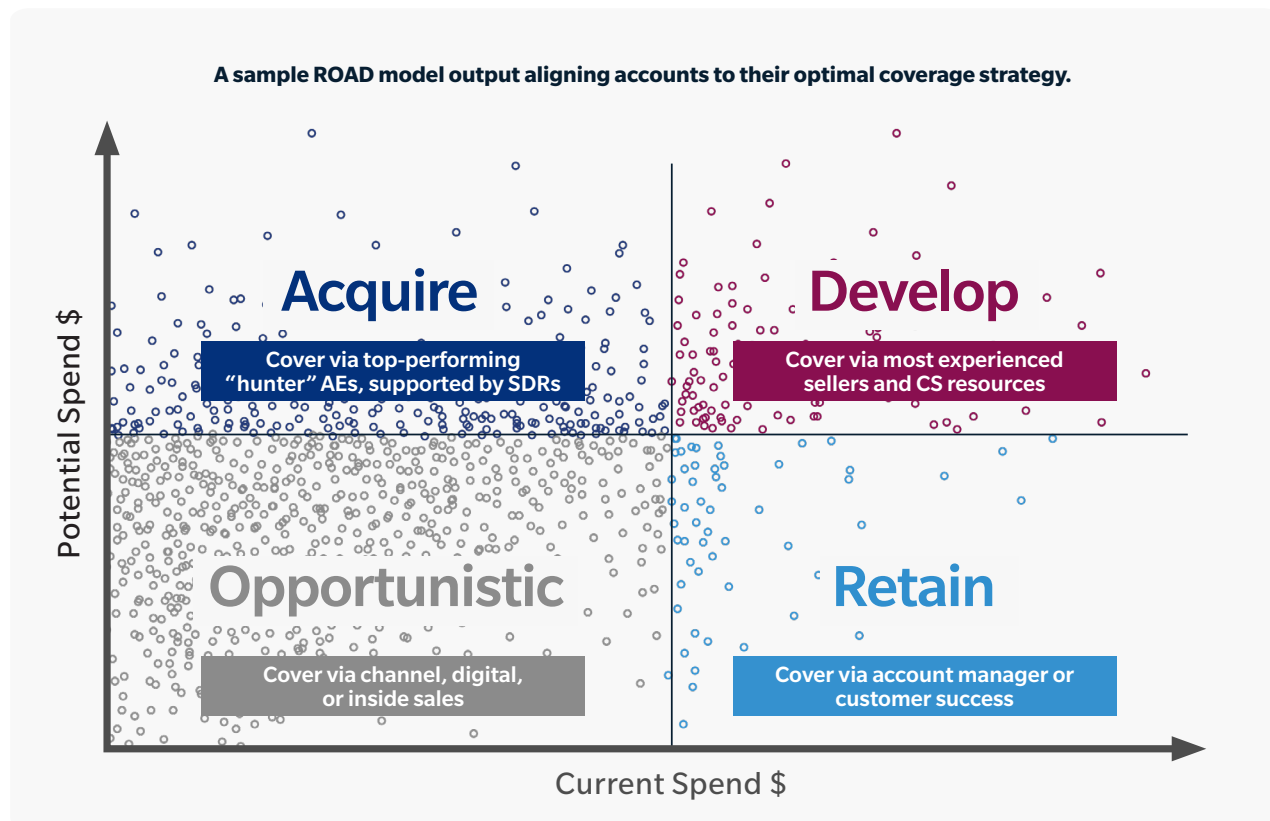 A sample ROAD model output aligning accounts to their optimal coverage strategy.
Potential Spend $
Acquire
Cover via top-performing
“hunter” AEs, supported by SDRs
Develop
Cover via most experienced
sellers and CS resources
Opportunistic
Cover via channel, digital,
or inside sales
Retain
Cover via account manager or
customer success
Current Spend $